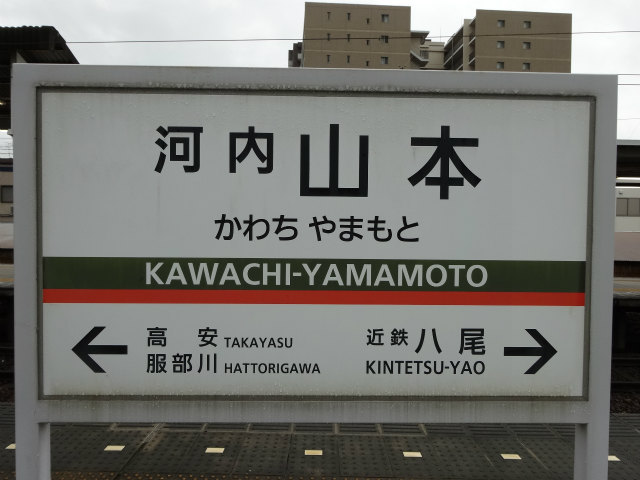 河内山本
かわちやまもと
KAWACHI-YAMAMOTO
← 高安 TAKAYASU
服部川 HATTORIGAWA
近鉄八尾 →
KINTETSU-YAO